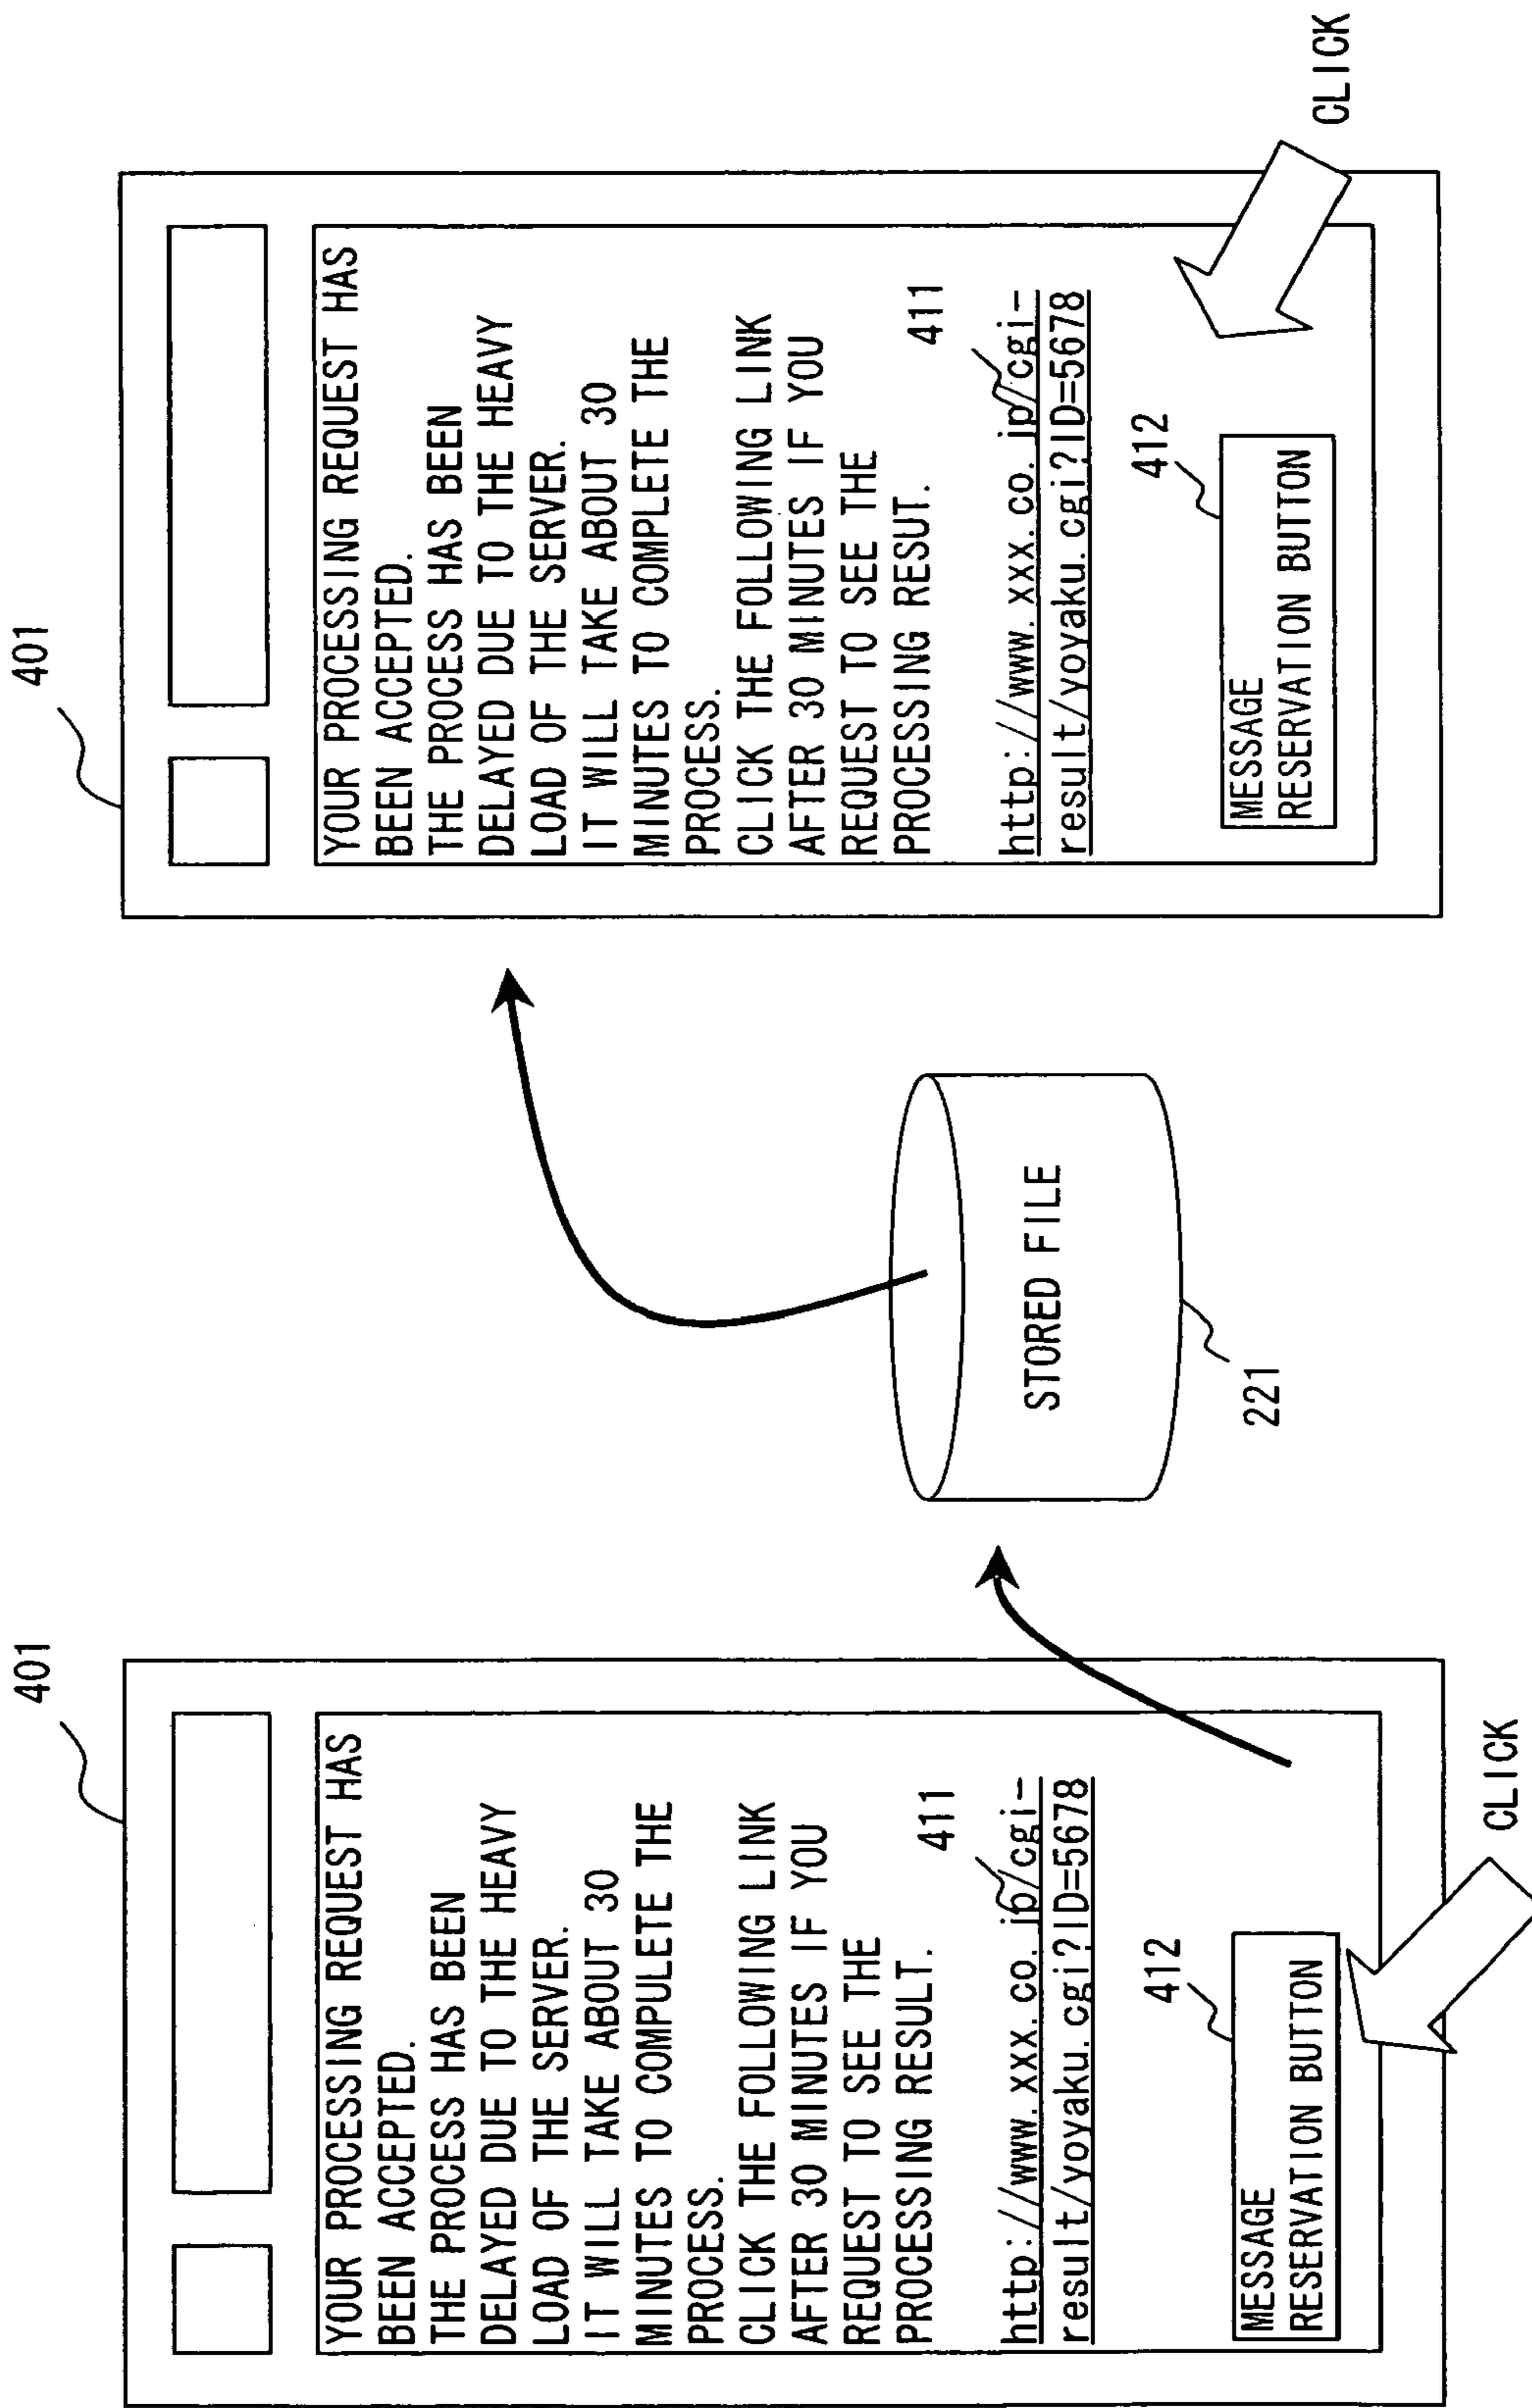 401
YOUR PROCESSING REQUEST HAS
BEEN ACCEPTED.
THE PROCESS HAS BEEN
DELAYED DUE TO THE HEAVY
LOAD OF THE SERVER.
IT WILL TAKE ABOUT 30
MINUTES TO COMPULETE THE
PROCESS.
CLICK THE FOLLOWING LINK
AFTER 30 MINUTES IF YOU
REQUEST TO SEE THE
PROCESSING RESULT.
411
http://www.xxx.co.jp/cgi-
result/yoyaku.cgi?ID=5678
412
MESSAGE
RESERVATION BUTTON
CLICK
STORED FILE
221
401
YOUR PROCESSING REQUEST HAS
BEEN ACCEPTED.
THE PROCESS HAS BEEN
DELAYED DUE TO THE HEAVY
LOAD OF THE SERVER.
IT WILL TAKE ABOUT 30
MINUTES TO COMPLETE THE
PROCESS.
CLICK THE FOLLOWING LINK
AFTER 30 MINUTES IF YOU
REQUEST TO SEE THE
PROCESSING RESUT.
411
http://www.xxx.co.jp/cgi-
result/yoyaku.cgi?ID=5678
412
MESSAGE
RESERVATION BUTTON
CLICK